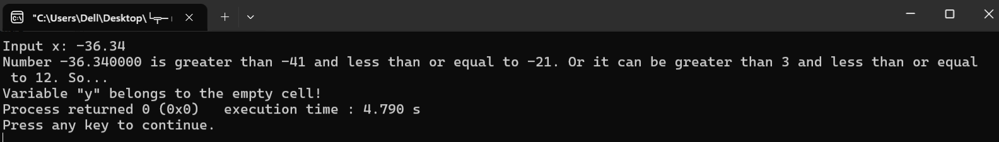 "C:\Users\Dell\Desktop\
Input x: -36.34
Number -36.340000 is greater than -41 and less than or equal to -21. Or it can be greater than 3 and less than or equal
to 12. So...
Variable "y" belongs to the empty cell!
Process returned 0 (0x0)   execution time : 4.790 s
Press any key to continue.